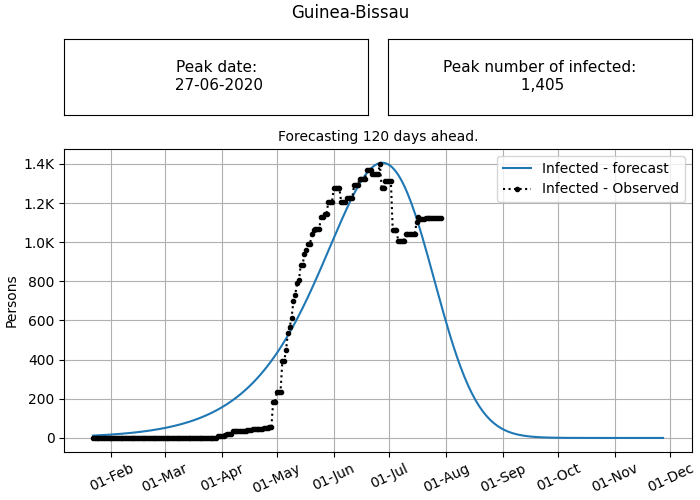 Guinea-Bissau
Peak date:
27-06-2020
Peak number of infected:
1,405
Forecasting 120 days ahead.
Infected - forecast
Infected - Observed
1.4K
1.2K
1.0K
800
600
400
200
0
Persons
01-Feb
01-Mar
01-Apr
01-May
01-Jun
01-Jul
01-Aug
01-Sep
01-Oct
01-Nov
01-Dec